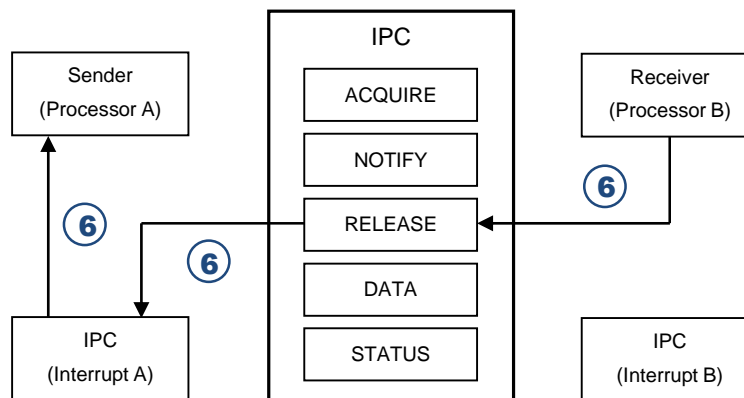 IPC
Sender
(Processor A)
ACQUIRE
Receiver
(Processor B)
NOTIFY
6
6
RELEASE
6
DATA
IPC
(Interrupt A)
STATUS
IPC
(Interrupt B)